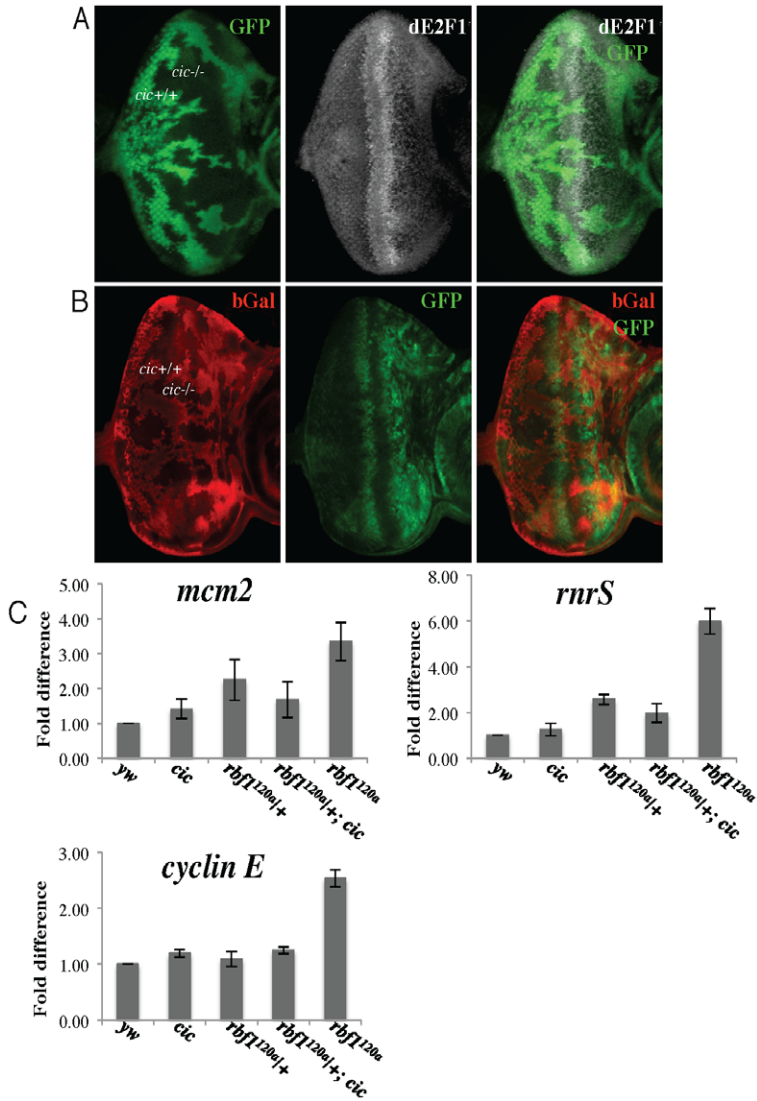 A
GFP
dE2F1
dE2F1
GFP
cic-/-
cic+/+
B
bGal
GFP
bGal
GFP
cic+/+
cic-/-
C
mcm2
Fold difference
5.00
4.00
3.00
2.00
1.00
0.00
yw
cic
rbf1120a/+
rbf1120a/+; cic
rbf1120a
rnrS
Fold difference
8.00
6.00
4.00
2.00
0.00
yw
cic
rbf1120a/+
rbf1120a/+; cic
rbf1120a
cyclin E
Fold difference
3.00
2.00
1.00
0.00
yw
cic
rbf1120a/+
rbf1120a/+; cic
rbf1120a